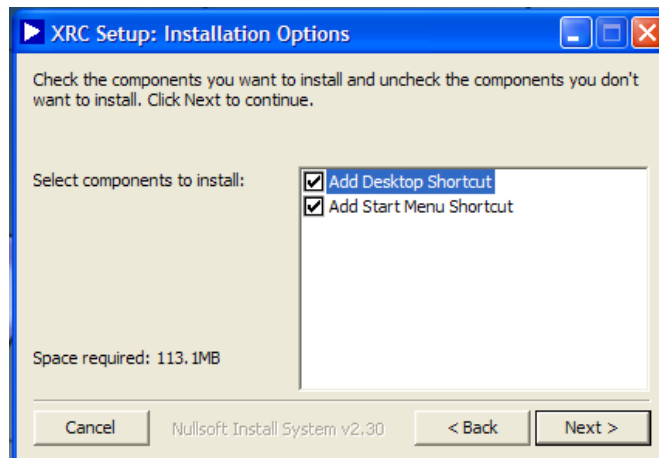 XRC Setup: Installation Options
Check the components you want to install and uncheck the components you don't
want to install. Click Next to continue.
Select components to install:
Add Desktop Shortcut
Add Start Menu Shortcut
Space required: 113.1MB
Cancel
Nullsoft Install System v2.30
< Back
Next >